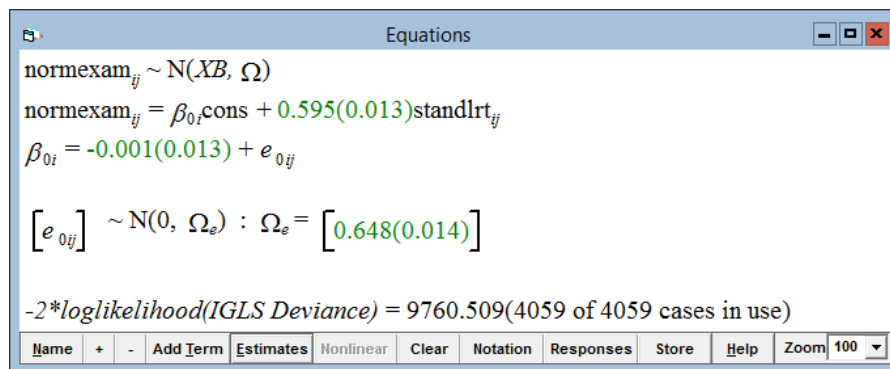 Equations
normexam_ij ~ N(XB, Ω)
normexam_ij = β_0i cons + 0.595(0.013)standlrt_ij
β_0i = -0.001(0.013) + e_0ij
[e_0ij] ~ N(0, Ω_e) : Ω_e = [0.648(0.014)]
-2*loglikelihood(IGLS Deviance) = 9760.509(4059 of 4059 cases in use)
Name + - Add Term Estimates Nonlinear Clear Notation Responses Store Help Zoom 100